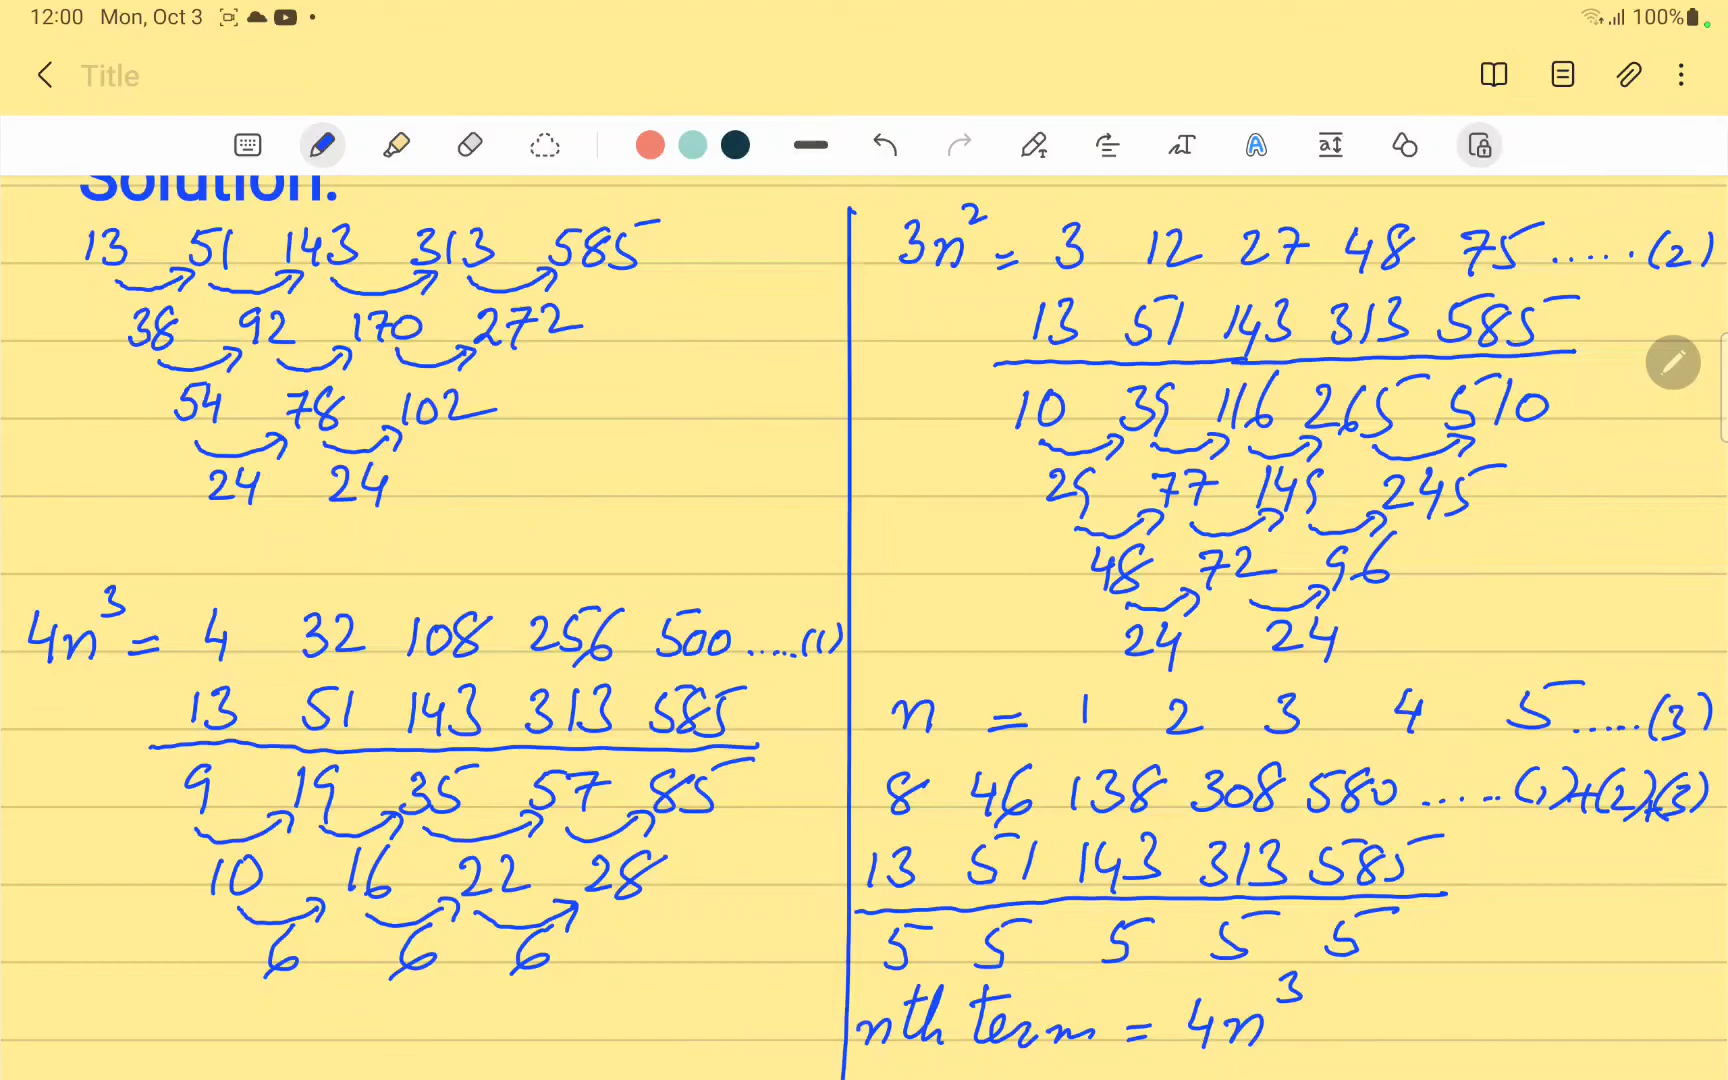 12:00 Mon, Oct 3
100%
Title
Solution:
13 51 143 313 585
38 92 170 272
54 78 102
24 24
4n³ = 4 32 108 256 500 .....(1)
13 51 143 313 585
9 19 35 57 85
10 16 22 28
6 6 6
3n² = 3 12 27 48 75 .....(2)
13 51 143 313 585
10 39 116 265 510
29 77 149 245
48 72 96
24 24
n = 1 2 3 4 5 .....(3)
8 46 138 308 580 .....(1)+(2)+(3)
13 51 143 313 585
5 5 5 5 5
nth term = 4n³